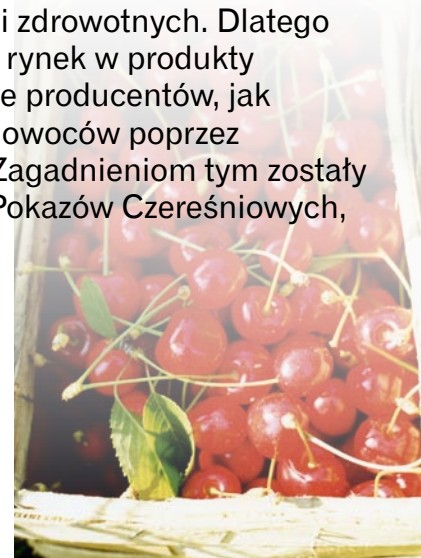 i zdrowotnych. Dlatego
rynek w produkty
e producentów, jak
owoców poprzez
Zagadnieniom tym zostały
Pokazów Czereśniowych,